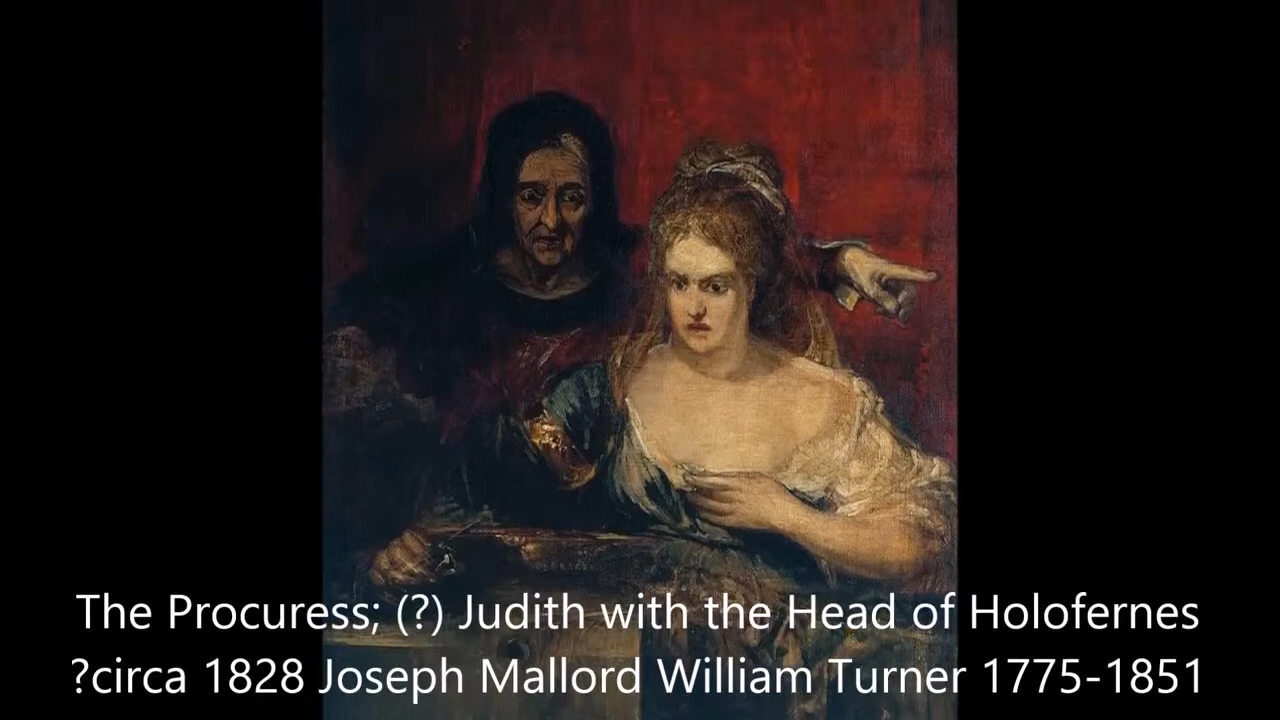 The Procuress; (?) Judith with the Head of Holofernes
?circa 1828 Joseph Mallord William Turner 1775-1851